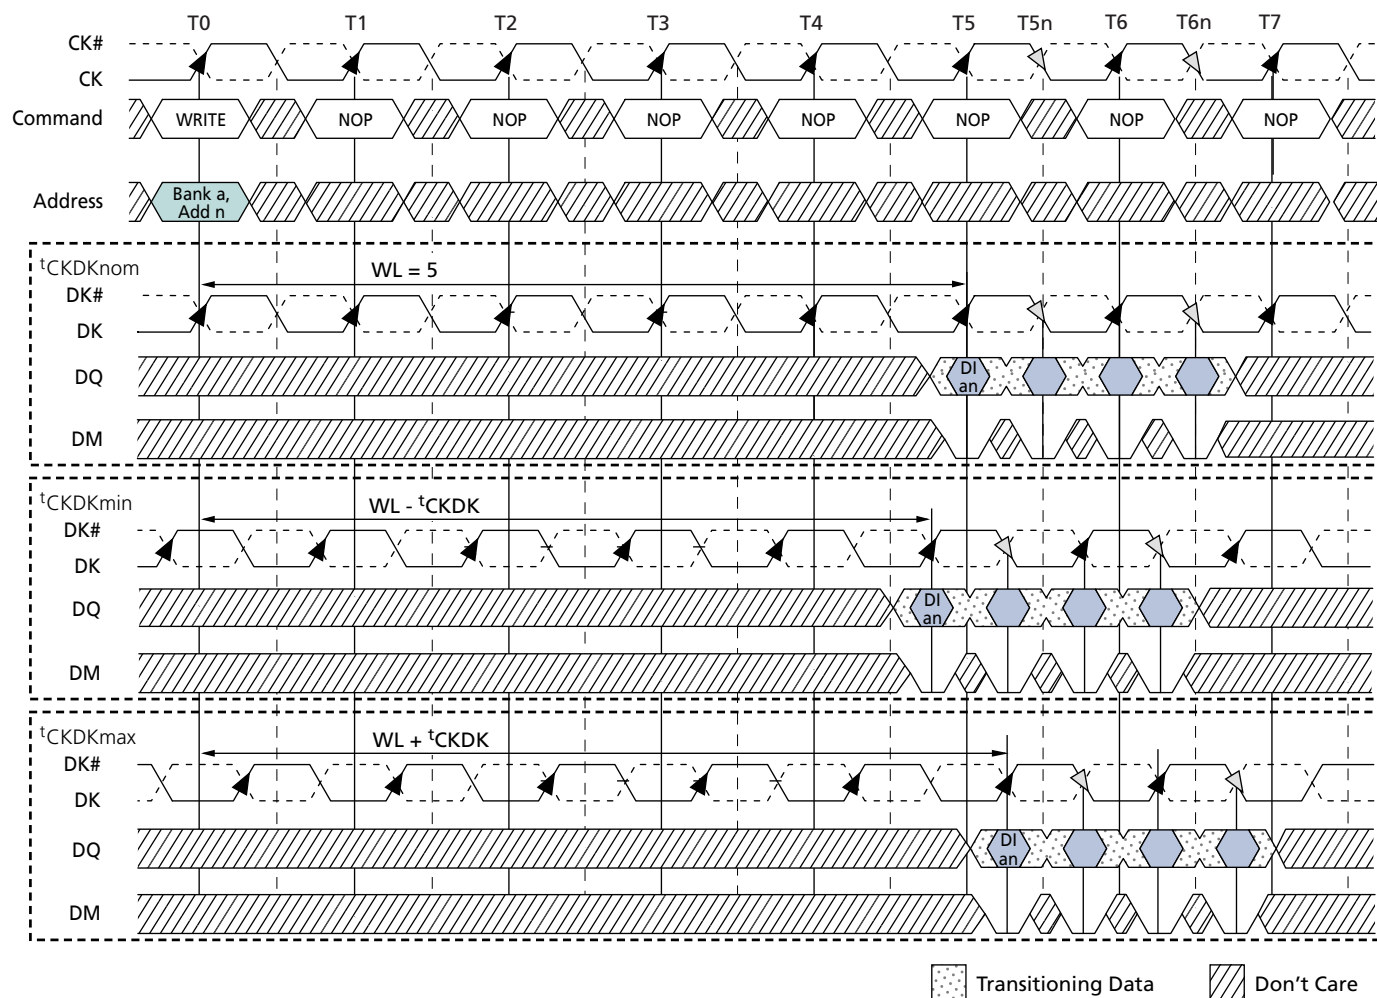 T0 T1 T2 T3 T4 T5 T5n T6 T6n T7
CK#
CK
Command WRITE NOP NOP NOP NOP NOP NOP NOP
Address Bank a,
Add n
tCKDKnom
WL = 5
DK#
DK
DQ DI
an
DM
tCKDKmin
WL - tCKDK
DK#
DK
DQ DI
an
DM
tCKDKmax
WL + tCKDK
DK#
DK
DQ DI
an
DM
Transitioning Data Don't Care